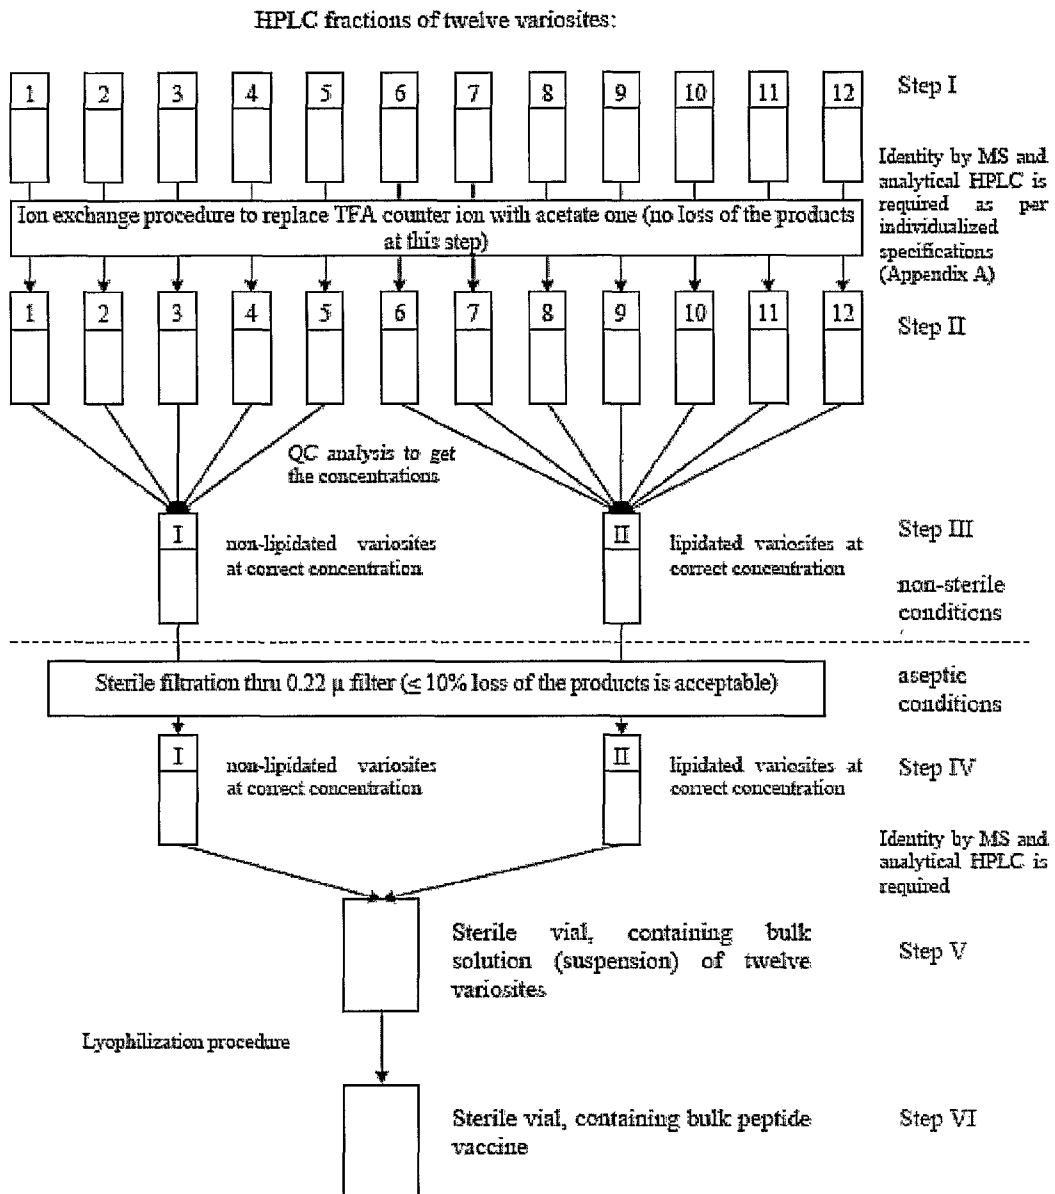 HPLC fractions of twelve variosites:
1 2 3 4 5 6 7 8 9 10 11 12
Step I
Identity by MS and
analytical HPLC is
required as per
individualized
specifications
(Appendix A)
Ion exchange procedure to replace TFA counter ion with acetate one (no loss of the products
at this step)
1 2 3 4 5 6 7 8 9 10 11 12
Step II
QC analysis to get
the concentrations
I
non-lipidated variosites
at correct concentration
II
lipidated variosites at
correct concentration
Step III
non-sterile
conditions
Sterile filtration thru 0.22 μ filter (≤ 10% loss of the products is acceptable)
aseptic
conditions
I
non-lipidated variosites
at correct concentration
II
lipidated variosites at
correct concentration
Step IV
Identity by MS and
analytical HPLC is
required
Sterile vial, containing bulk
solution (suspension) of twelve
variosites
Step V
Lyophilization procedure
Sterile vial, containing bulk peptide
vaccine
Step VI